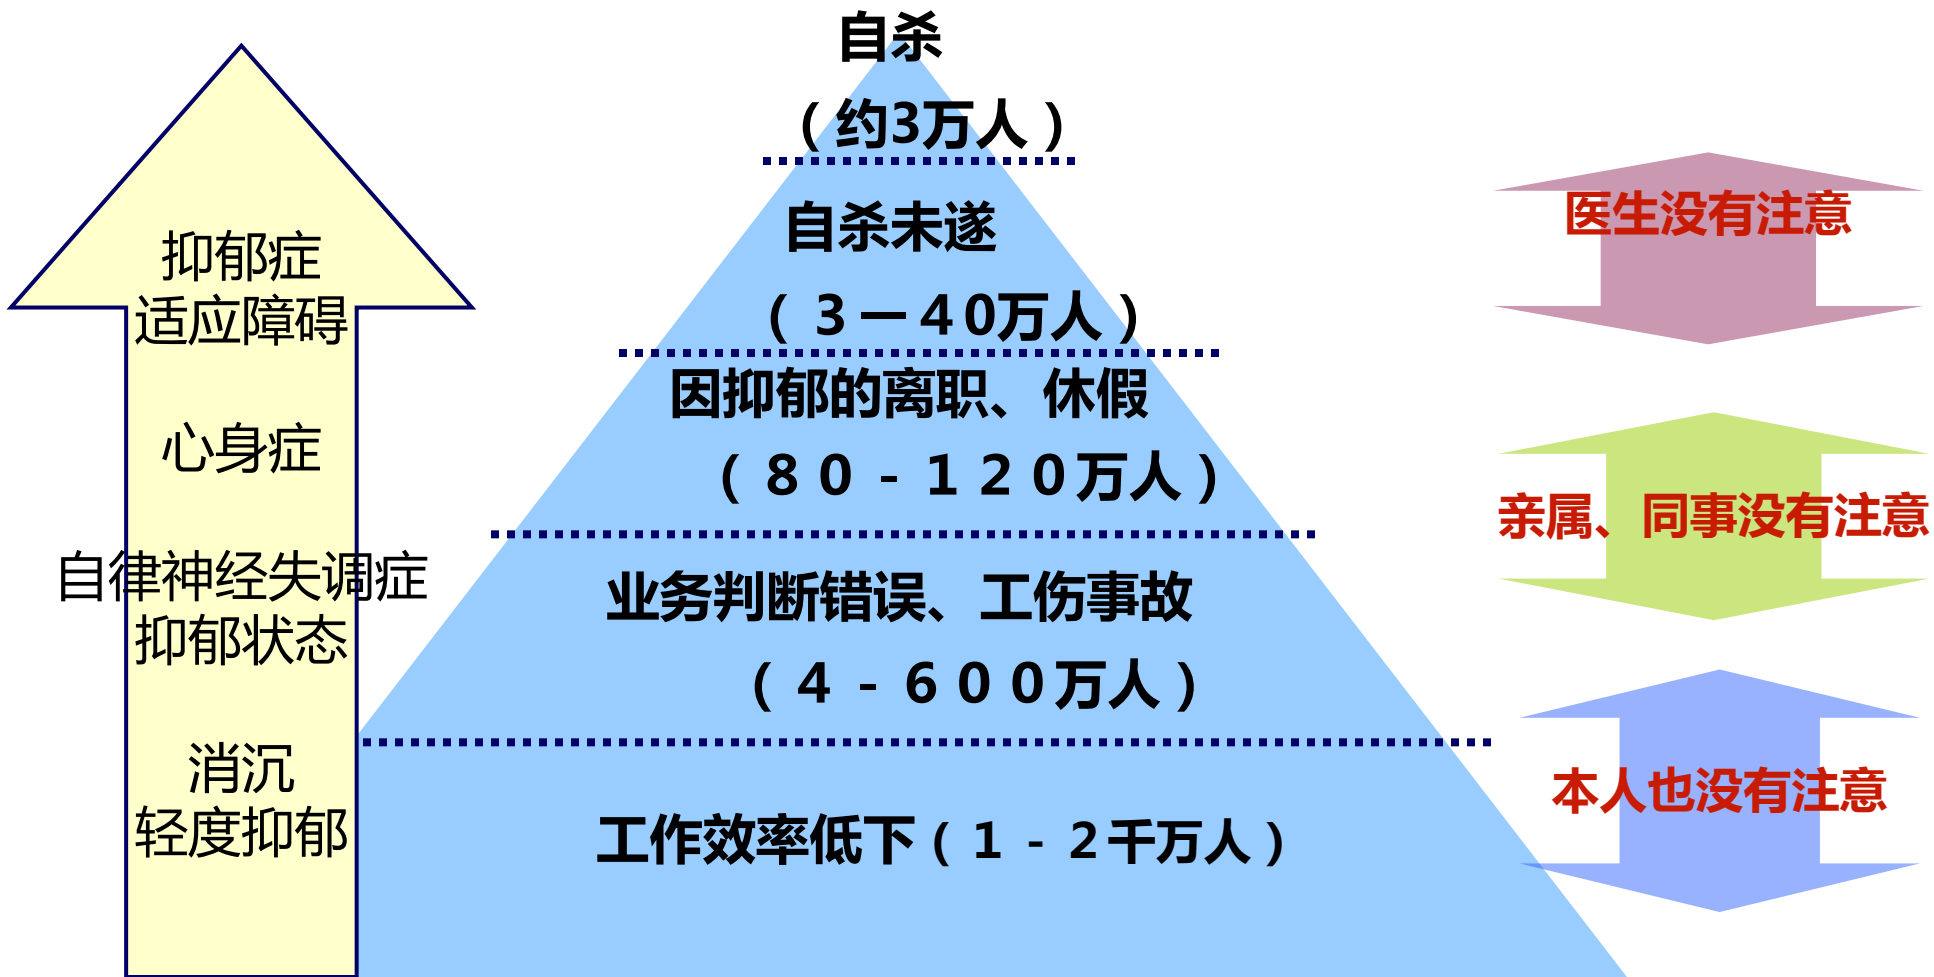 自杀
（约3万人）
自杀未遂
（３－４0万人）
因抑郁的离职、休假
（８０-１２０万人）
业务判断错误、工伤事故
（４-６００万人）
工作效率低下（１-２千万人）
抑郁症
适应障碍
心身症
自律神经失调症
抑郁状态
消沉
轻度抑郁
医生没有注意
亲属、同事没有注意
本人也没有注意